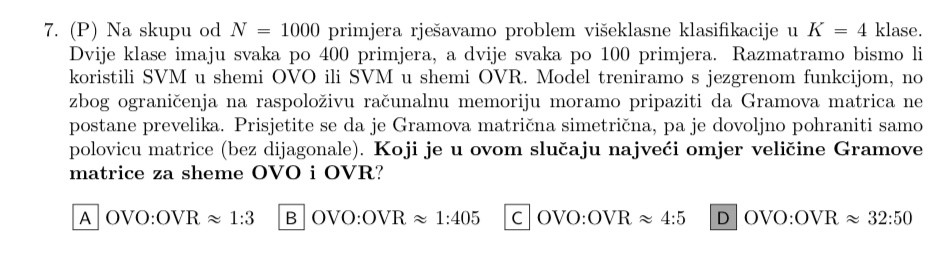 7. (P) Na skupu od N = 1000 primjera rješavamo problem višeklasne klasifikacije u K = 4 klase.
Dvije klase imaju svaka po 400 primjera, a dvije svaka po 100 primjera. Razmatramo bismo li
koristili SVM u shemi OVO ili SVM u shemi OVR. Model treniramo s jezgrenom funkcijom, no
zbog ograničenja na raspoloživu računalnu memoriju moramo pripaziti da Gramova matrica ne
postane prevelika. Prisjetite se da je Gramova matrična simetrična, pa je dovoljno pohraniti samo
polovicu matrice (bez dijagonale). Koji je u ovom slučaju najveći omjer veličine Gramove
matrice za sheme OVO i OVR?
A OVO:OVR ≈ 1:3 B OVO:OVR ≈ 1:405 C OVO:OVR ≈ 4:5 D OVO:OVR ≈ 32:50